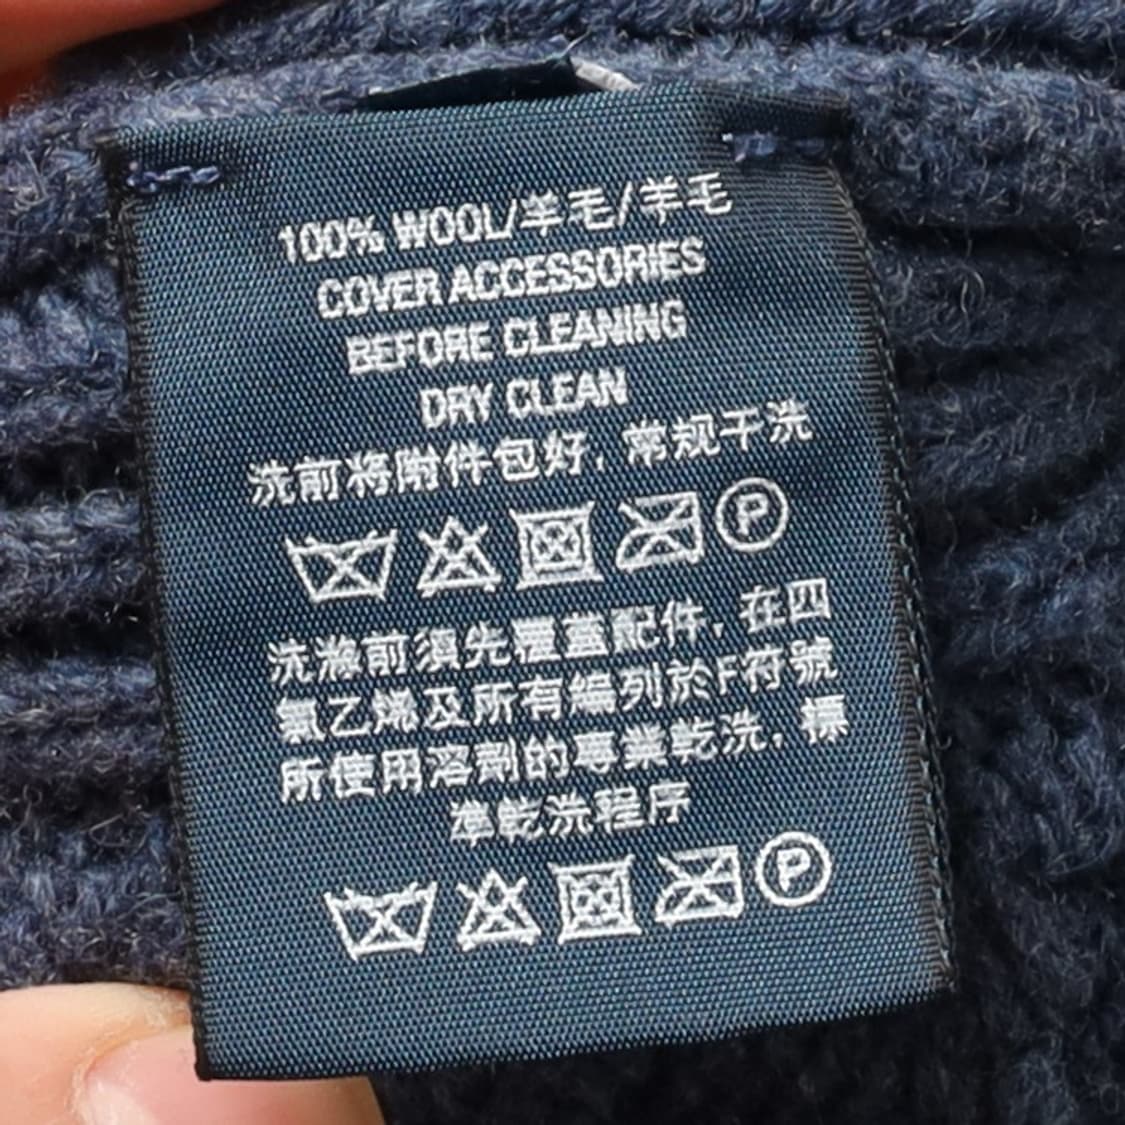 100% WOOL/羊毛/羊毛
COVER ACCESSORIES
BEFORE CLEANING
DRY CLEAN
洗前将附件包好, 常规干洗
P
洗滌前須先覆蓋配件, 在四
氯乙烯及所有編列於F符號
所使用溶劑的專業乾洗, 標
準乾洗程序
P